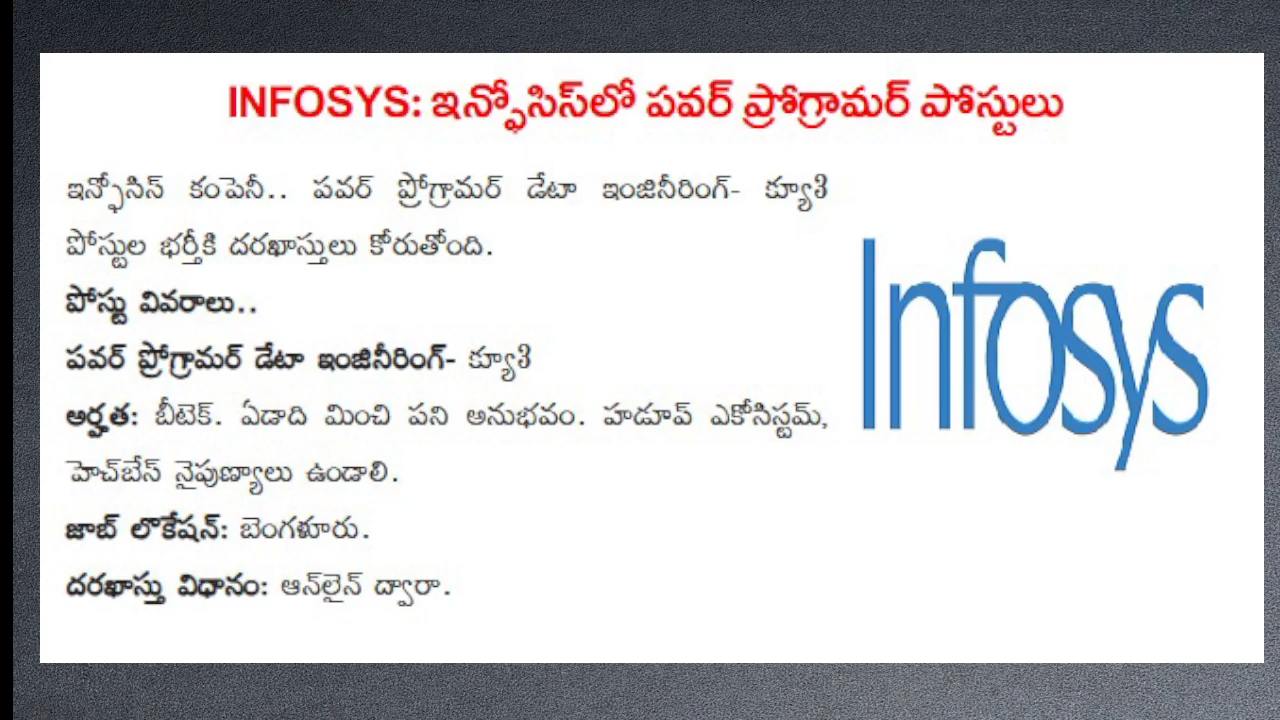 INFOSYS: ఇన్ఫోసిస్‌లో పవర్ ప్రోగ్రామర్ పోస్టులు
ఇన్ఫోసిస్ కంపెనీ.. పవర్ ప్రోగ్రామర్ డేటా ఇంజినీరింగ్- క్యూ3
పోస్టుల భర్తీకి దరఖాస్తులు కోరుతోంది.
పోస్టు వివరాలు..
పవర్ ప్రోగ్రామర్ డేటా ఇంజినీరింగ్- క్యూ3
అర్హత: బీటెక్. ఏడాది మించి పని అనుభవం. హడూప్ ఎకోసిస్టమ్,
హెచ్‌బేస్ నైపుణ్యాలు ఉండాలి.
జాబ్ లొకేషన్: బెంగళూరు.
దరఖాస్తు విధానం: ఆన్‌లైన్ ద్వారా.
Infosys